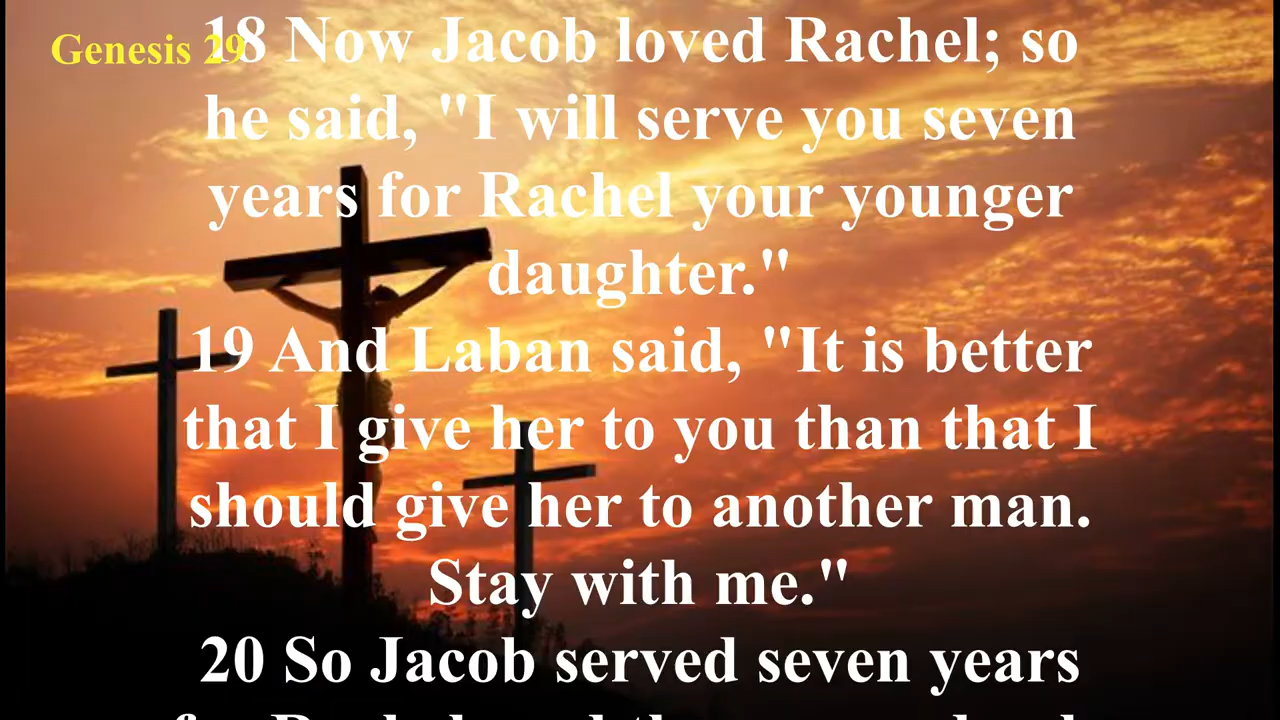 Genesis 29
18 Now Jacob loved Rachel; so
he said, "I will serve you seven
years for Rachel your younger
daughter."
19 And Laban said, "It is better
that I give her to you than that I
should give her to another man.
Stay with me."
20 So Jacob served seven years